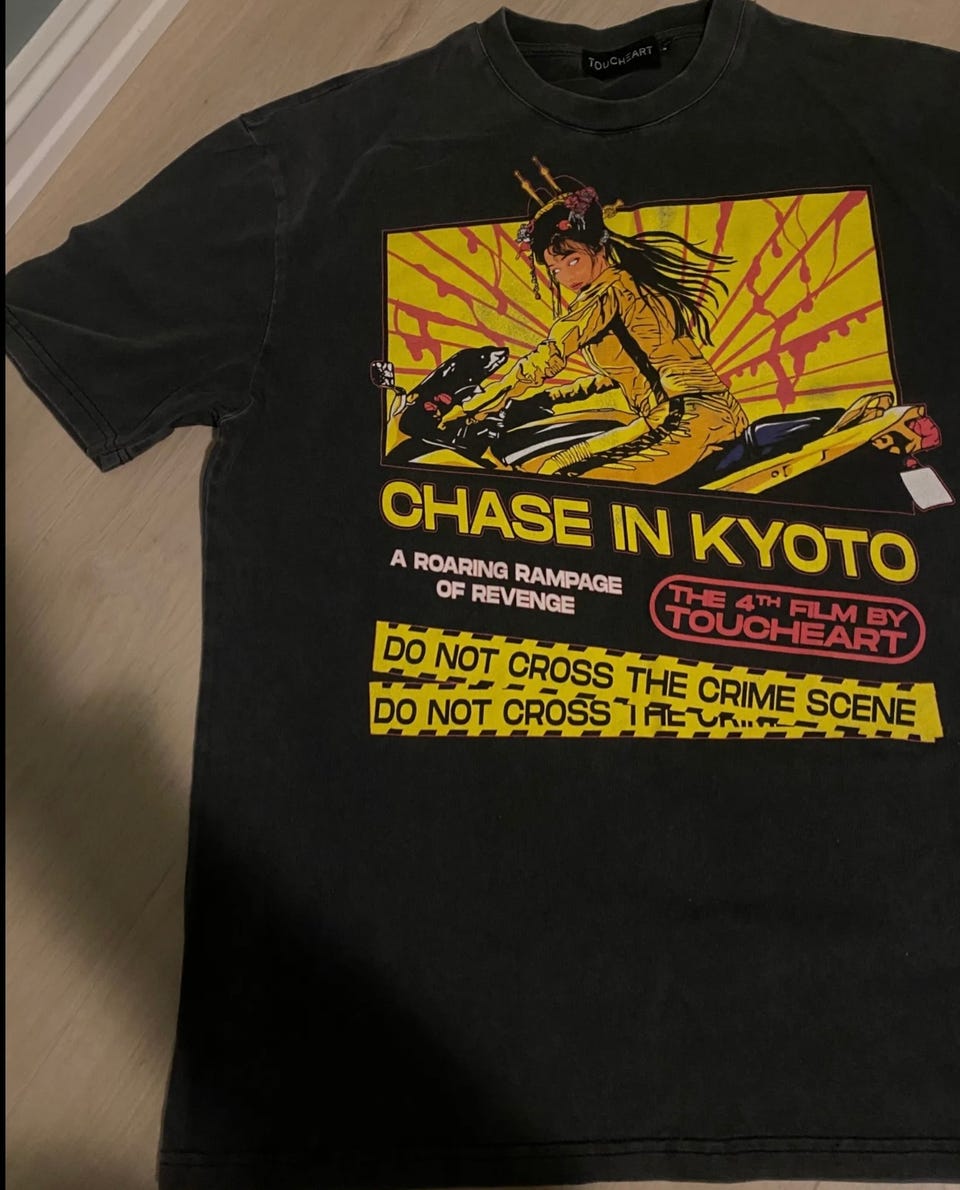 TOUCHEART
CHASE IN KYOTO
A ROARING RAMPAGE
OF REVENGE
THE 4TH FILM BY
TOUCHEART
DO NOT CROSS THE CRIME SCENE
DO NOT CROSS